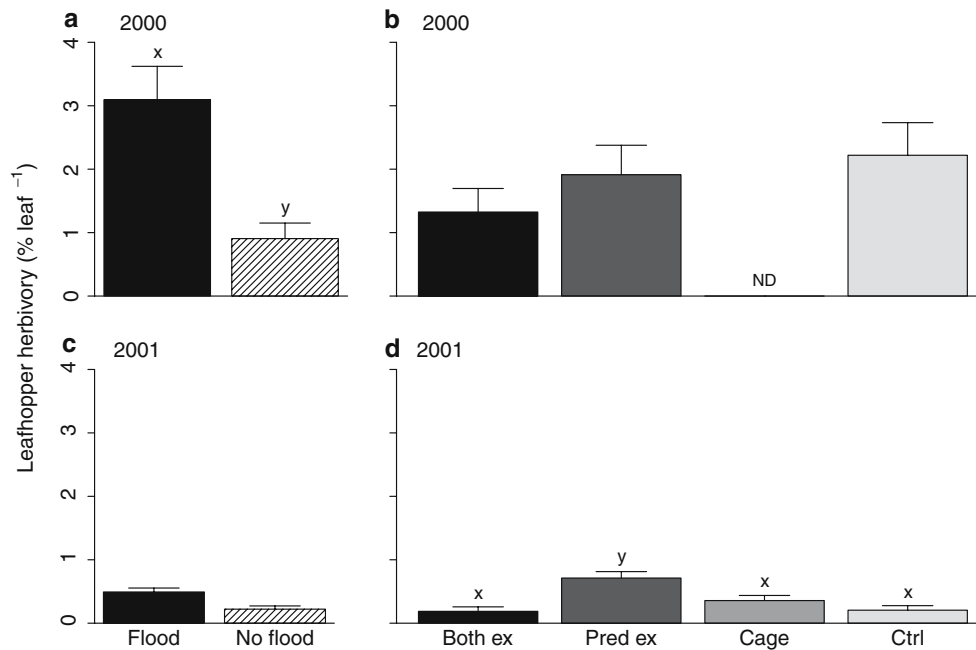 a 2000
b 2000
Leafhopper herbivory (% leaf ⁻¹)
4
3
2
1
0
x
y
ND
c 2001
d 2001
4
3
2
1
0
x
y
x
x
Flood
No flood
Both ex
Pred ex
Cage
Ctrl